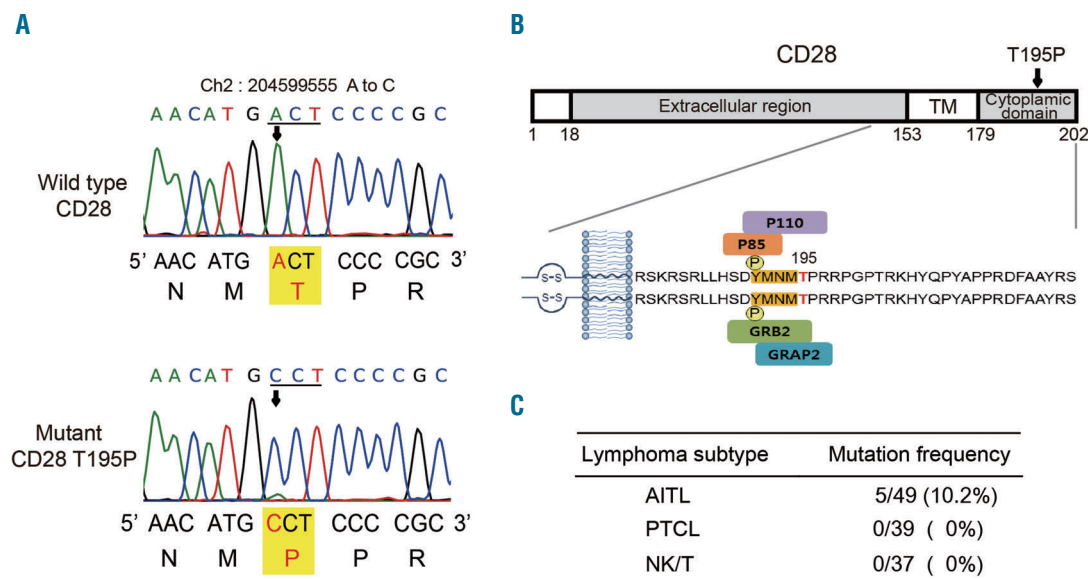 A
Ch2 : 204599555 A to C
A A C A T G A C T C C C C G C
Wild type
CD28
5’ AAC ATG ACT CCC CGC 3’
N M T P R
A A C A T G C C T C C C C G C
Mutant
CD28 T195P
5’ AAC ATG CCT CCC CGC 3’
N M P P R
B
CD28
T195P
Extracellular region
TM
Cytoplamic
domain
1 18 153 179 202
P110
P85
P
195
S-S
RSKRSRLLHSDYMNMTPRRPGPTRKHYQPYAPPRDFAAYRS
S-S
RSKRSRLLHSDYMNMTPRRPGPTRKHYQPYAPPRDFAAYRS
P
GRB2
GRAP2
C
Lymphoma subtype Mutation frequency
AITL 5/49 (10.2%)
PTCL 0/39 ( 0%)
NK/T 0/37 ( 0%)